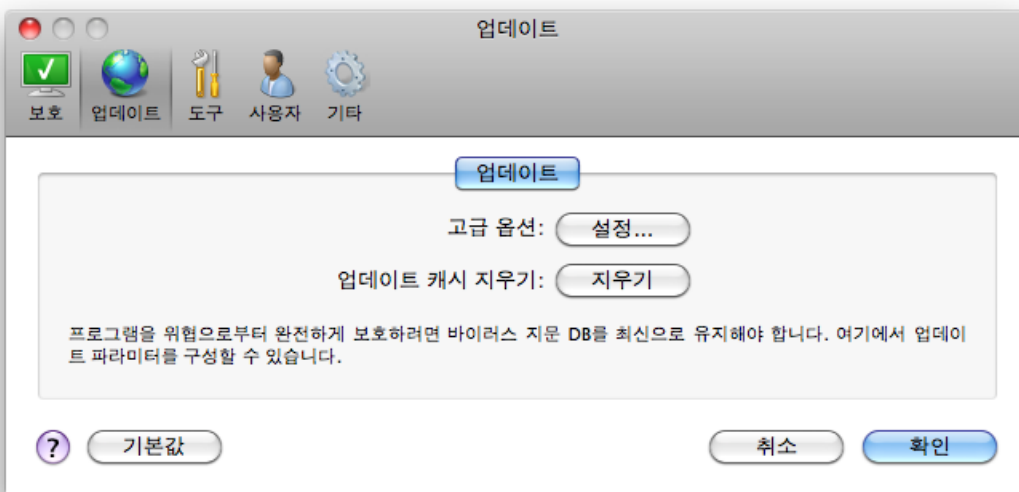 업데이트
보호 업데이트 도구 사용자 기타
업데이트
고급 옵션: 설정...
업데이트 캐시 지우기: 지우기
프로그램을 위협으로부터 완전하게 보호하려면 바이러스 지문 DB를 최신으로 유지해야 합니다. 여기에서 업데이
트 파라미터를 구성할 수 있습니다.
? 기본값 취소 확인